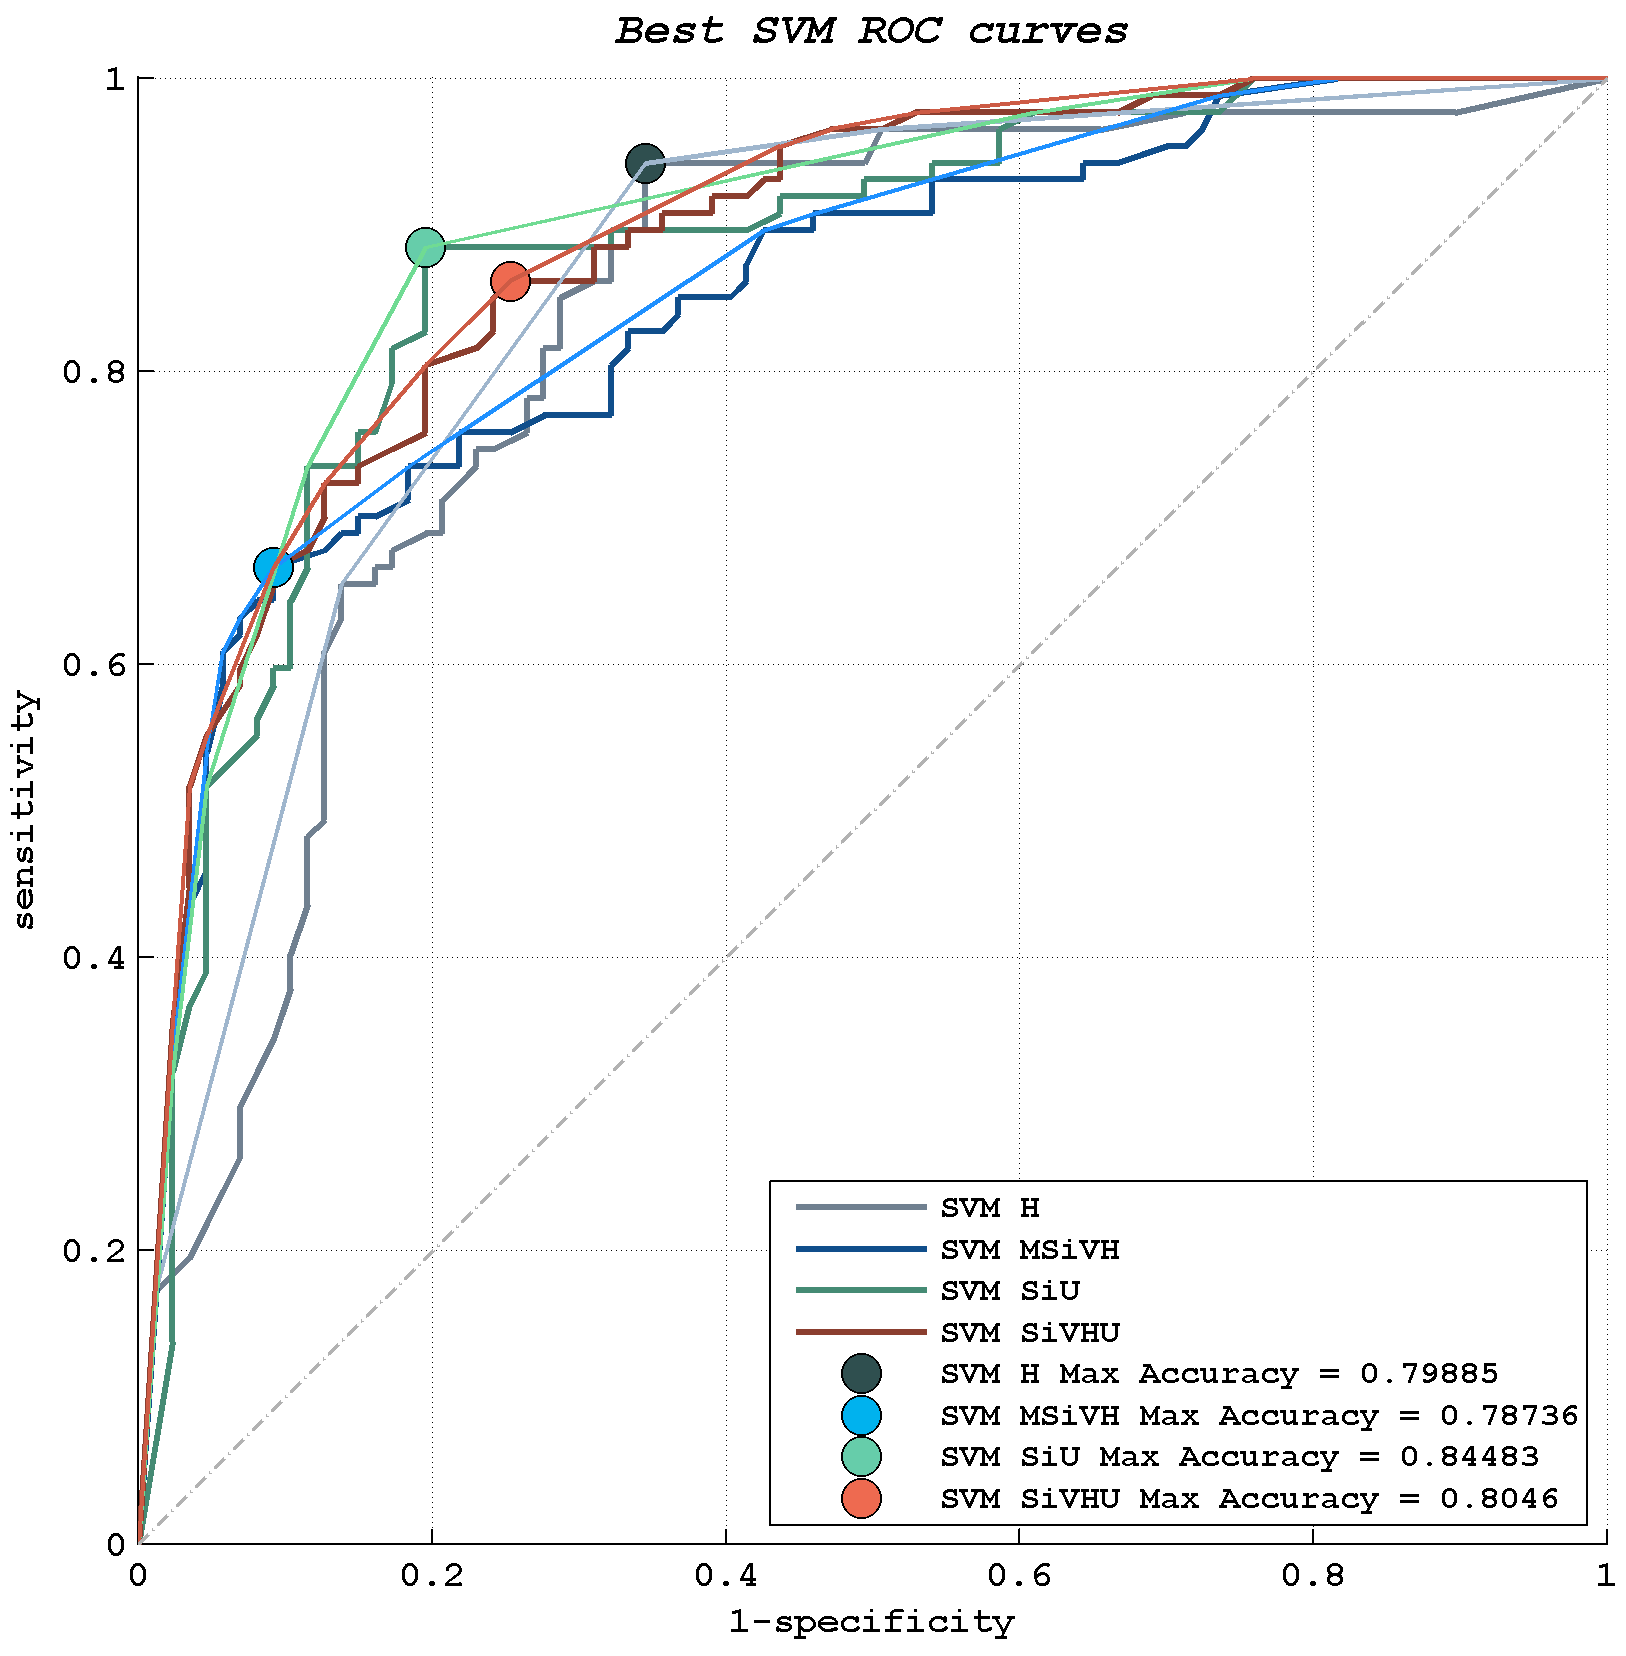 Best SVM ROC curves
1
0.8
0.6
0.4
0.2
0
sensitivity
0
0.2
0.4
0.6
0.8
1
1-specificity
SVM H
SVM MSiVH
SVM SiU
SVM SiVHU
SVM H Max Accuracy = 0.79885
SVM MSiVH Max Accuracy = 0.78736
SVM SiU Max Accuracy = 0.84483
SVM SiVHU Max Accuracy = 0.8046